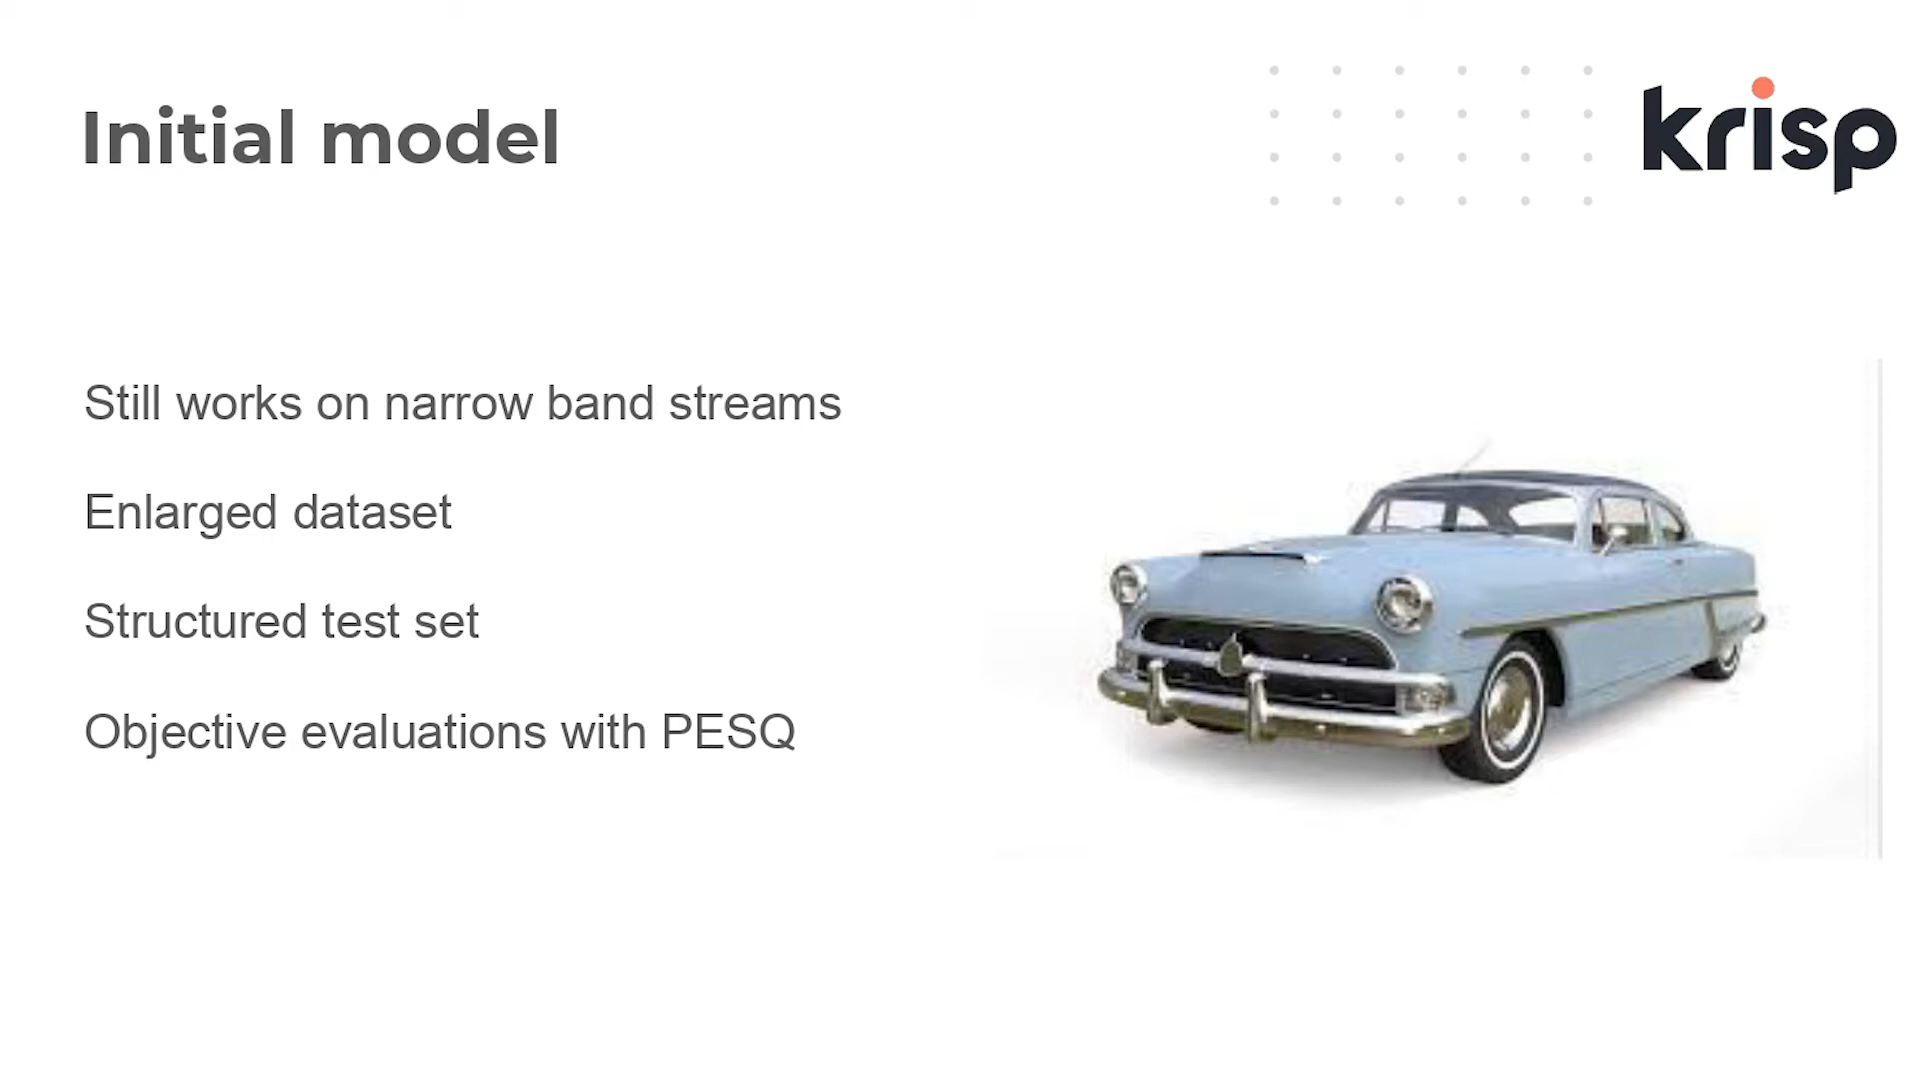 Initial model
krisp
Still works on narrow band streams
Enlarged dataset
Structured test set
Objective evaluations with PESQ